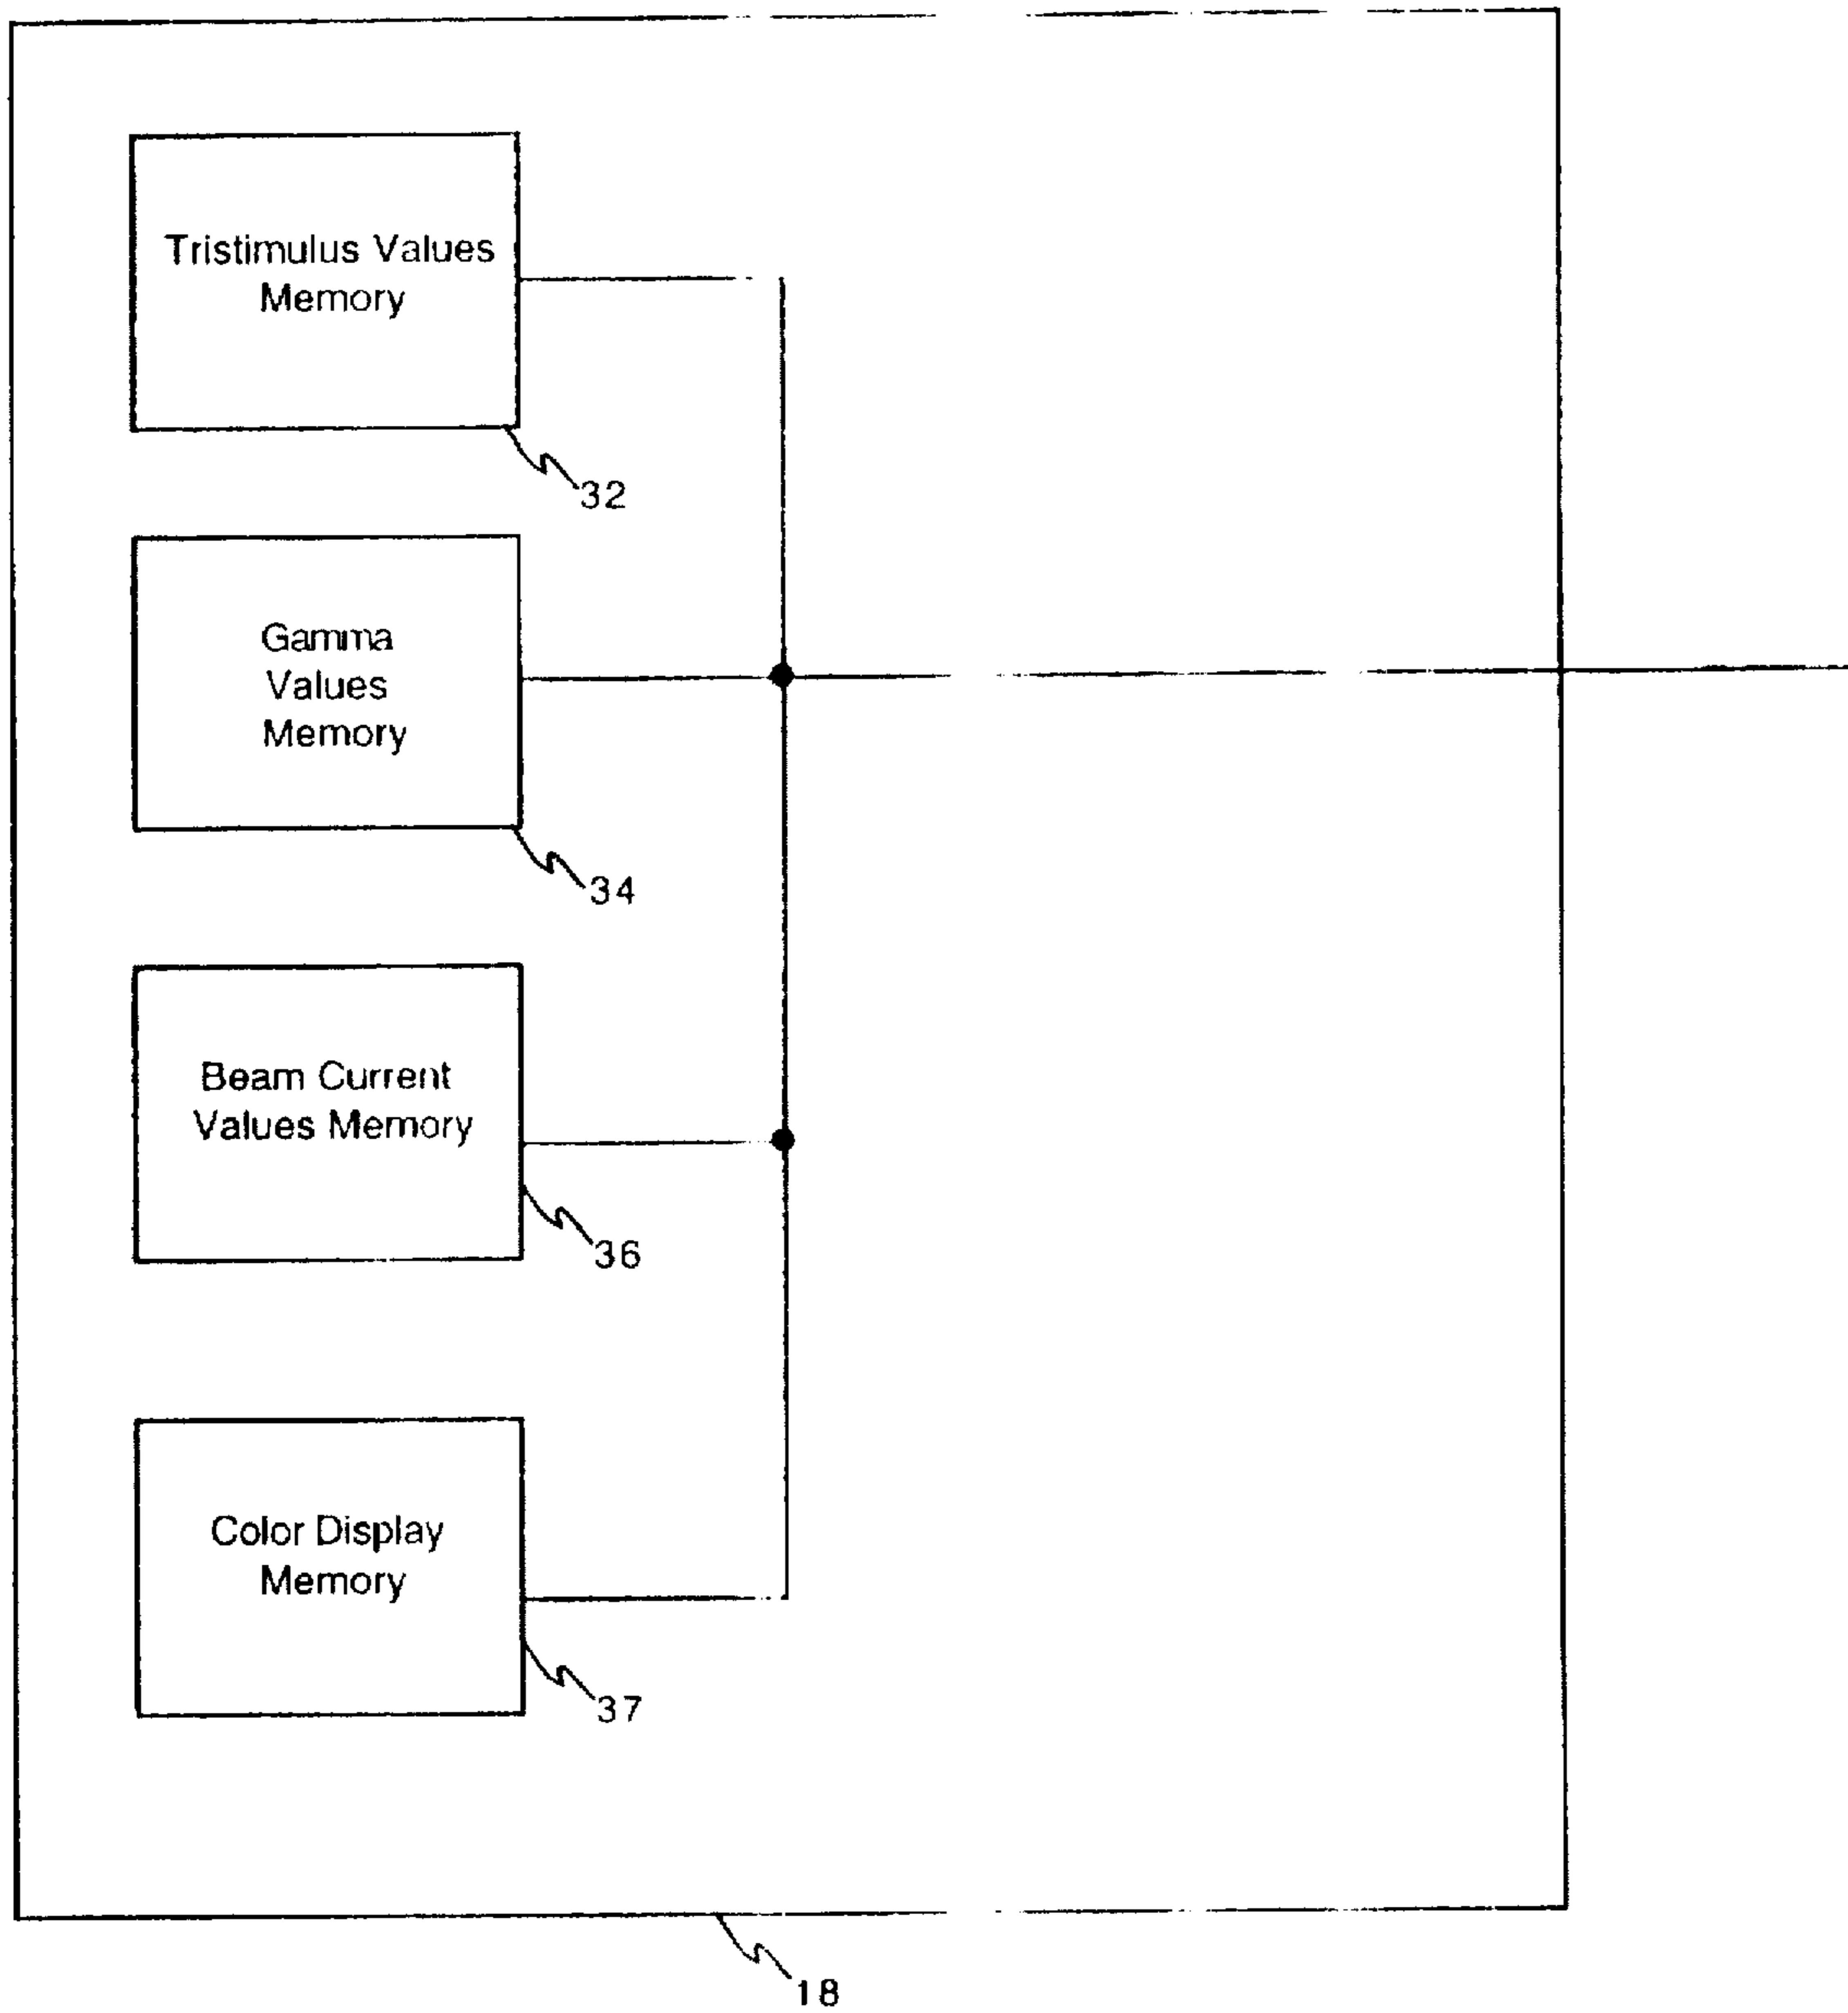 Tristimulus Values
Memory
32
Gamma
Values
Memory
34
Beam Current
Values Memory
36
Color Display
Memory
37
18